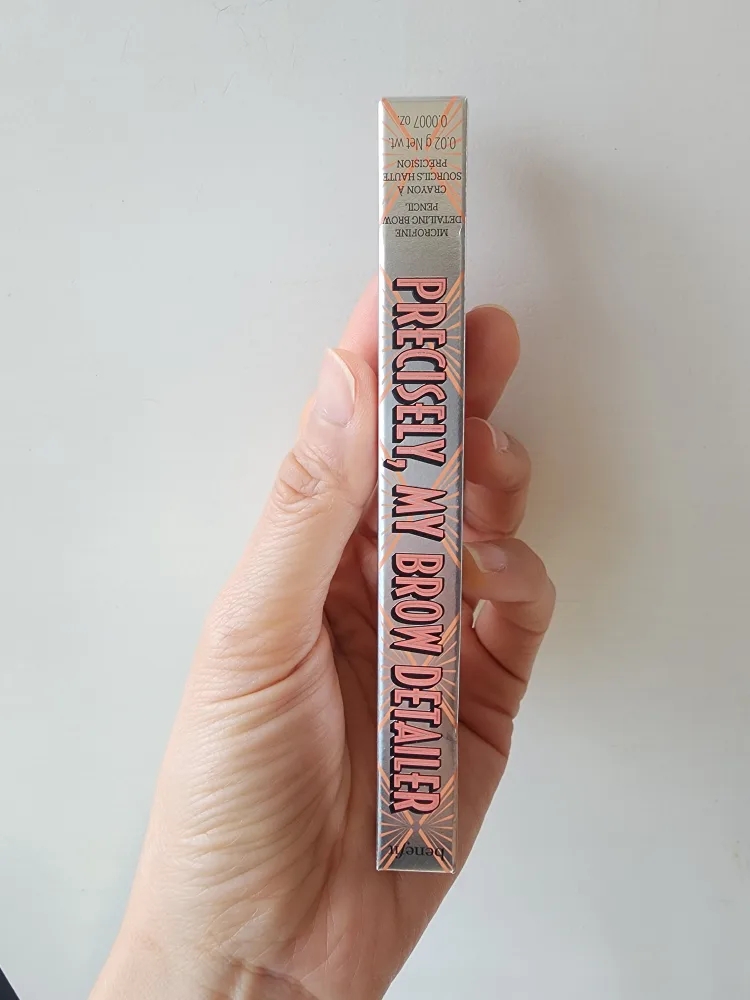 PRECISELY, MY BROW DETAILER
benefit
MICROFINE
DETAILING BROW
PENCIL
CRAYON À
SOURCILS HAUTE
PRÉCISION
0.02 g Net wt.
0.0007 oz.